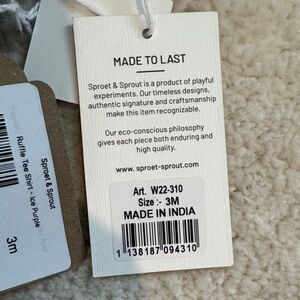 MADE TO LAST
Sproet & Sprout is a product of playful
experiments. Our timeless designs,
authentic signature and craftsmanship
make this item recognizable.
Our eco-conscious philosophy
gives each piece both enduring and
high quality.
www.sproet-sprout.com
Art. W22-310
Size :- 3M
MADE IN INDIA
1 138187 094310
Sproet & Sprout
Ruffle Tee Shirt - Ice Purple
3m